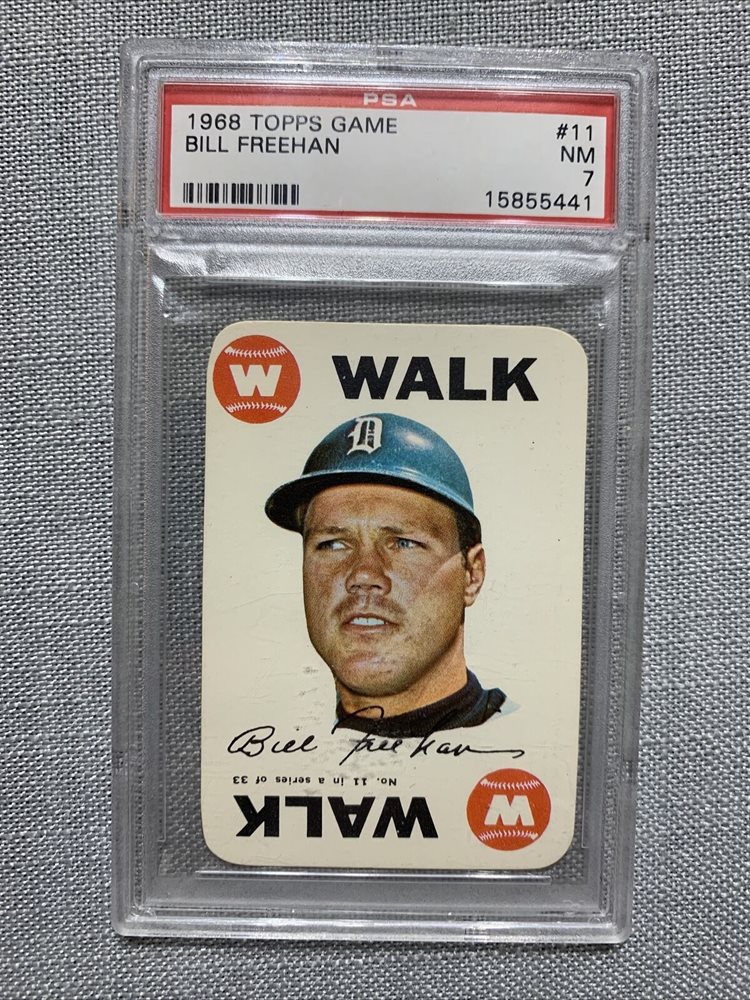 PSA
1968 TOPPS GAME #11
BILL FREEHAN NM
7
15855441
W WALK
D
Bill Freehan
No. 11 in a series of 33
WALK W